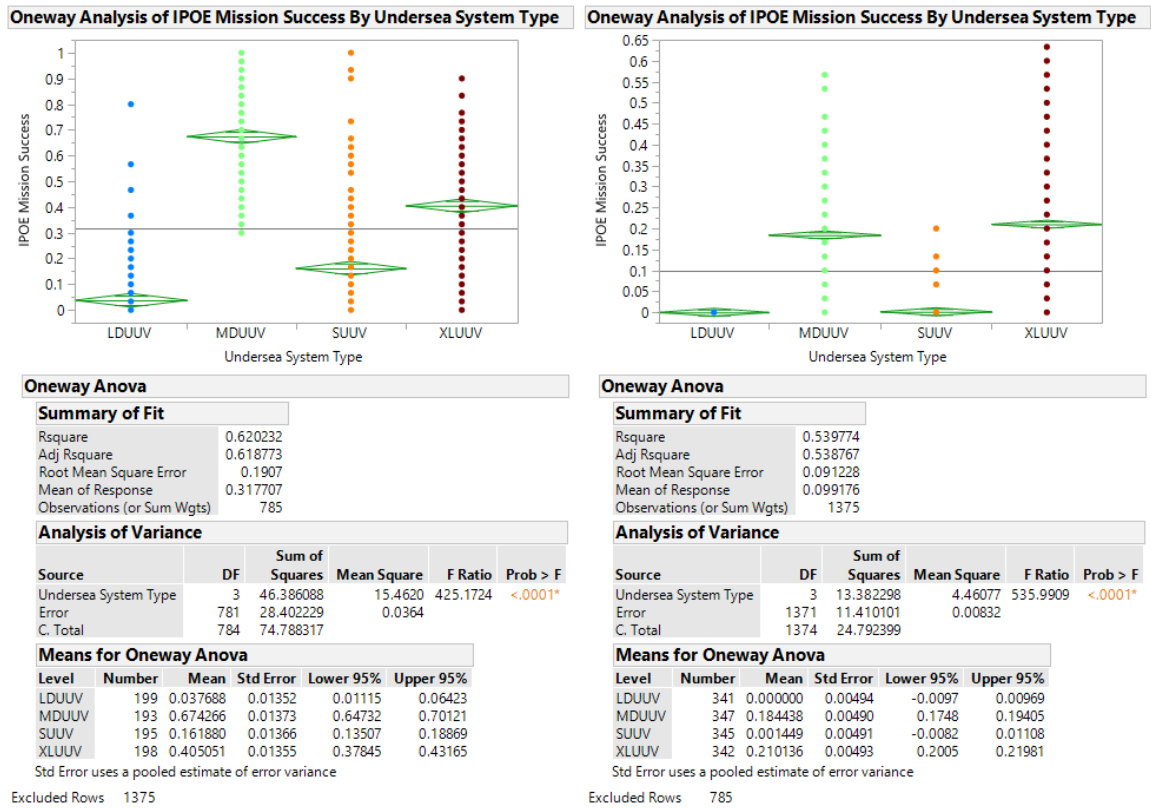 Oneway Analysis of IPOE Mission Success By Undersea System Type
IPOE Mission Success
1
0.9
0.8
0.7
0.6
0.5
0.4
0.3
0.2
0.1
0
LDUUV MDUUV SUUV XLUUV
Undersea System Type
Oneway Anova
Summary of Fit
Rsquare 0.620232
Adj Rsquare 0.618773
Root Mean Square Error 0.1907
Mean of Response 0.317707
Observations (or Sum Wgts) 785
Analysis of Variance
Sum of
Source DF Squares Mean Square F Ratio Prob > F
Undersea System Type 3 46.386088 15.4620 425.1724 <.0001*
Error 781 28.402229 0.0364
C. Total 784 74.788317
Means for Oneway Anova
Level Number Mean Std Error Lower 95% Upper 95%
LDUUV 199 0.037688 0.01352 0.01115 0.06423
MDUUV 193 0.674266 0.01373 0.64732 0.70121
SUUV 195 0.161880 0.01366 0.13507 0.18869
XLUUV 198 0.405051 0.01355 0.37845 0.43165
Std Error uses a pooled estimate of error variance
Excluded Rows 1375
Oneway Analysis of IPOE Mission Success By Undersea System Type
IPOE Mission Success
0.65
0.6
0.55
0.5
0.45
0.4
0.35
0.3
0.25
0.2
0.15
0.1
0.05
0
LDUUV MDUUV SUUV XLUUV
Undersea System Type
Oneway Anova
Summary of Fit
Rsquare 0.539774
Adj Rsquare 0.538767
Root Mean Square Error 0.091228
Mean of Response 0.099176
Observations (or Sum Wgts) 1375
Analysis of Variance
Sum of
Source DF Squares Mean Square F Ratio Prob > F
Undersea System Type 3 13.382298 4.46077 535.9909 <.0001*
Error 1371 11.410101 0.00832
C. Total 1374 24.792399
Means for Oneway Anova
Level Number Mean Std Error Lower 95% Upper 95%
LDUUV 341 0.000000 0.00494 -0.0097 0.00969
MDUUV 347 0.184438 0.00490 0.1748 0.19405
SUUV 345 0.001449 0.00491 -0.0082 0.01108
XLUUV 342 0.210136 0.00493 0.2005 0.21981
Std Error uses a pooled estimate of error variance
Excluded Rows 785